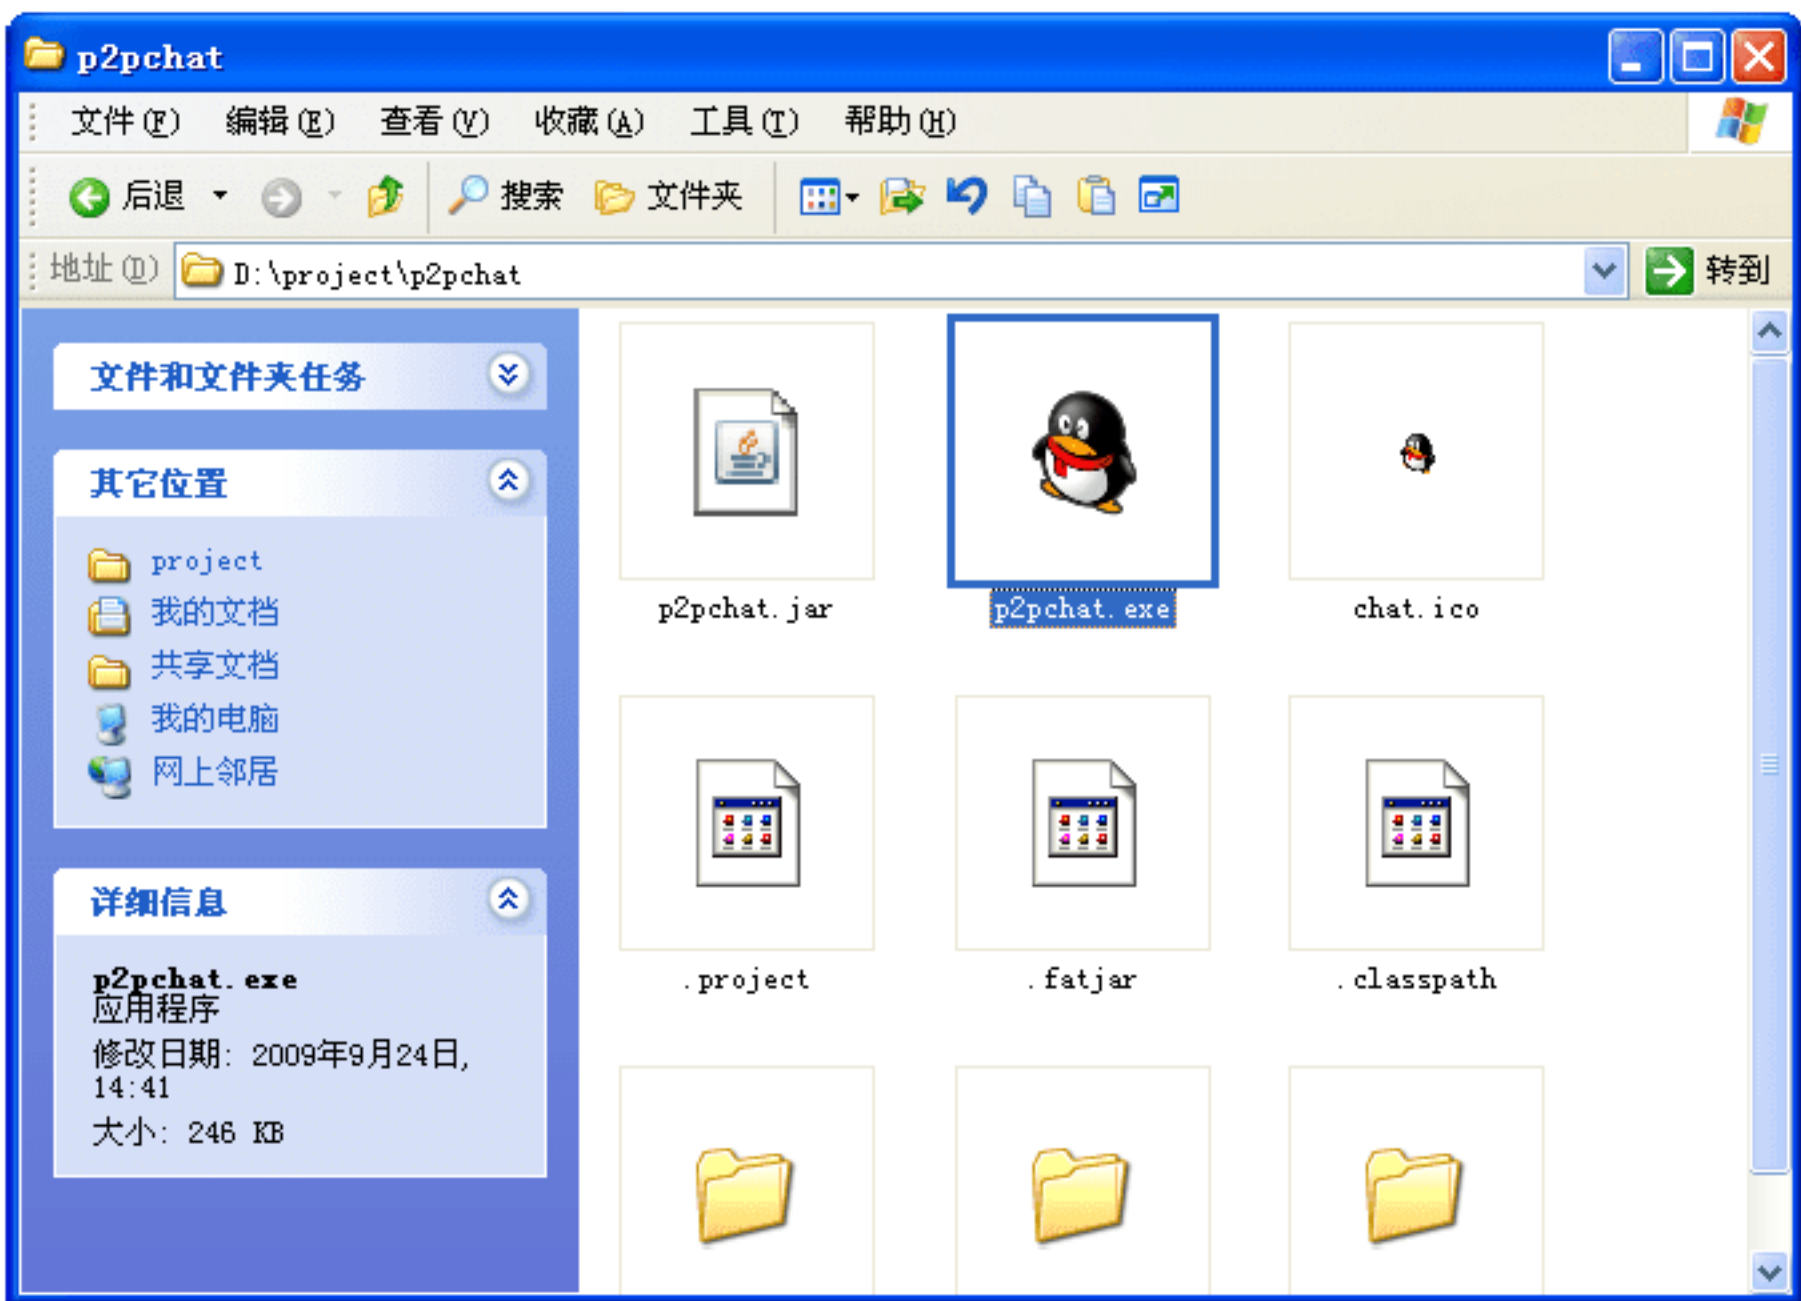 p2pchat
文件(F) 编辑(E) 查看(V) 收藏(A) 工具(T) 帮助(H)
后退 搜索 文件夹
地址(D) D:\project\p2pchat 转到
文件和文件夹任务
其它位置
project
我的文档
共享文档
我的电脑
网上邻居
详细信息
p2pchat.exe
应用程序
修改日期: 2009年9月24日,
14:41
大小: 246 KB
p2pchat.jar p2pchat.exe chat.ico
.project .fatjar .classpath